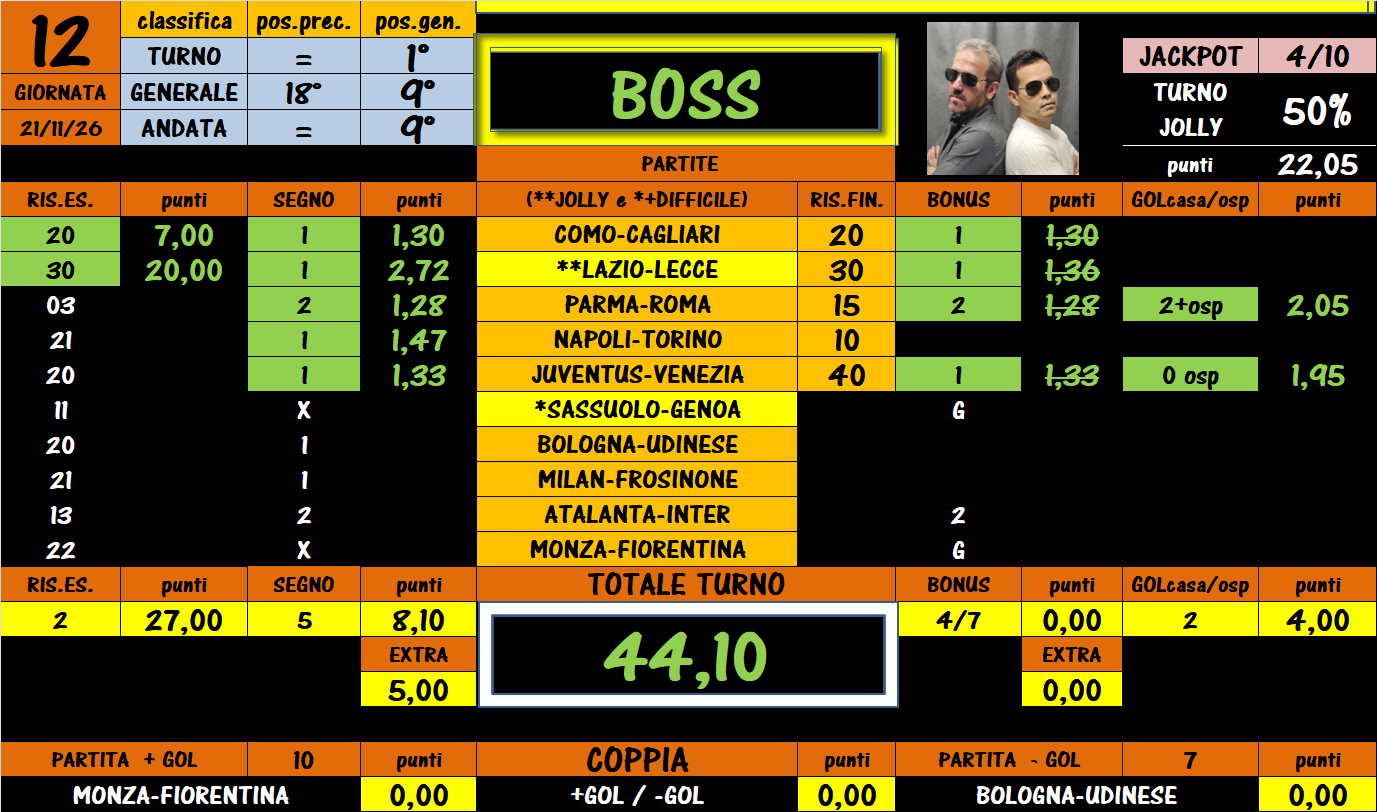 12 classifica pos.prec. pos.gen.
TURNO = 1° BOSS JACKPOT 4/10
GIORNATA GENERALE 18° 9° TURNO JOLLY 50%
21/11/26 ANDATA = 9°
PARTITE punti 22,05
RIS.ES. punti SEGNO punti (**JOLLY e *+DIFFICILE) RIS.FIN. BONUS punti GOLcasa/osp punti
20 7,00 1 1,30 COMO-CAGLIARI 20 1 1,30
30 20,00 1 2,72 **LAZIO-LECCE 30 1 1,36
03 2 1,28 PARMA-ROMA 15 2 1,28 2+osp 2,05
21 1 1,47 NAPOLI-TORINO 10
20 1 1,33 JUVENTUS-VENEZIA 40 1 1,33 0 osp 1,95
11 X *SASSUOLO-GENOA G
20 1 BOLOGNA-UDINESE
21 1 MILAN-FROSINONE
13 2 ATALANTA-INTER 2
22 X MONZA-FIORENTINA G
RIS.ES. punti SEGNO punti TOTALE TURNO BONUS punti GOLcasa/osp punti
2 27,00 5 8,10 44,10 4/7 0,00 2 4,00
EXTRA EXTRA
5,00 0,00
PARTITA + GOL 10 punti COPPIA punti PARTITA - GOL 7 punti
MONZA-FIORENTINA 0,00 +GOL / -GOL 0,00 BOLOGNA-UDINESE 0,00